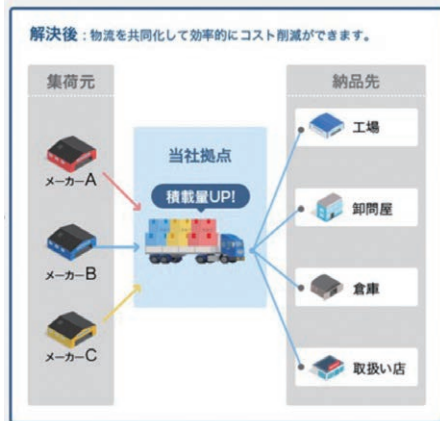 解決後：物流を共同化して効率的にコスト削減ができます。
集荷元
納品先
当社拠点
積載量UP!
メーカーA
メーカーB
メーカーC
工場
卸問屋
倉庫
取扱い店